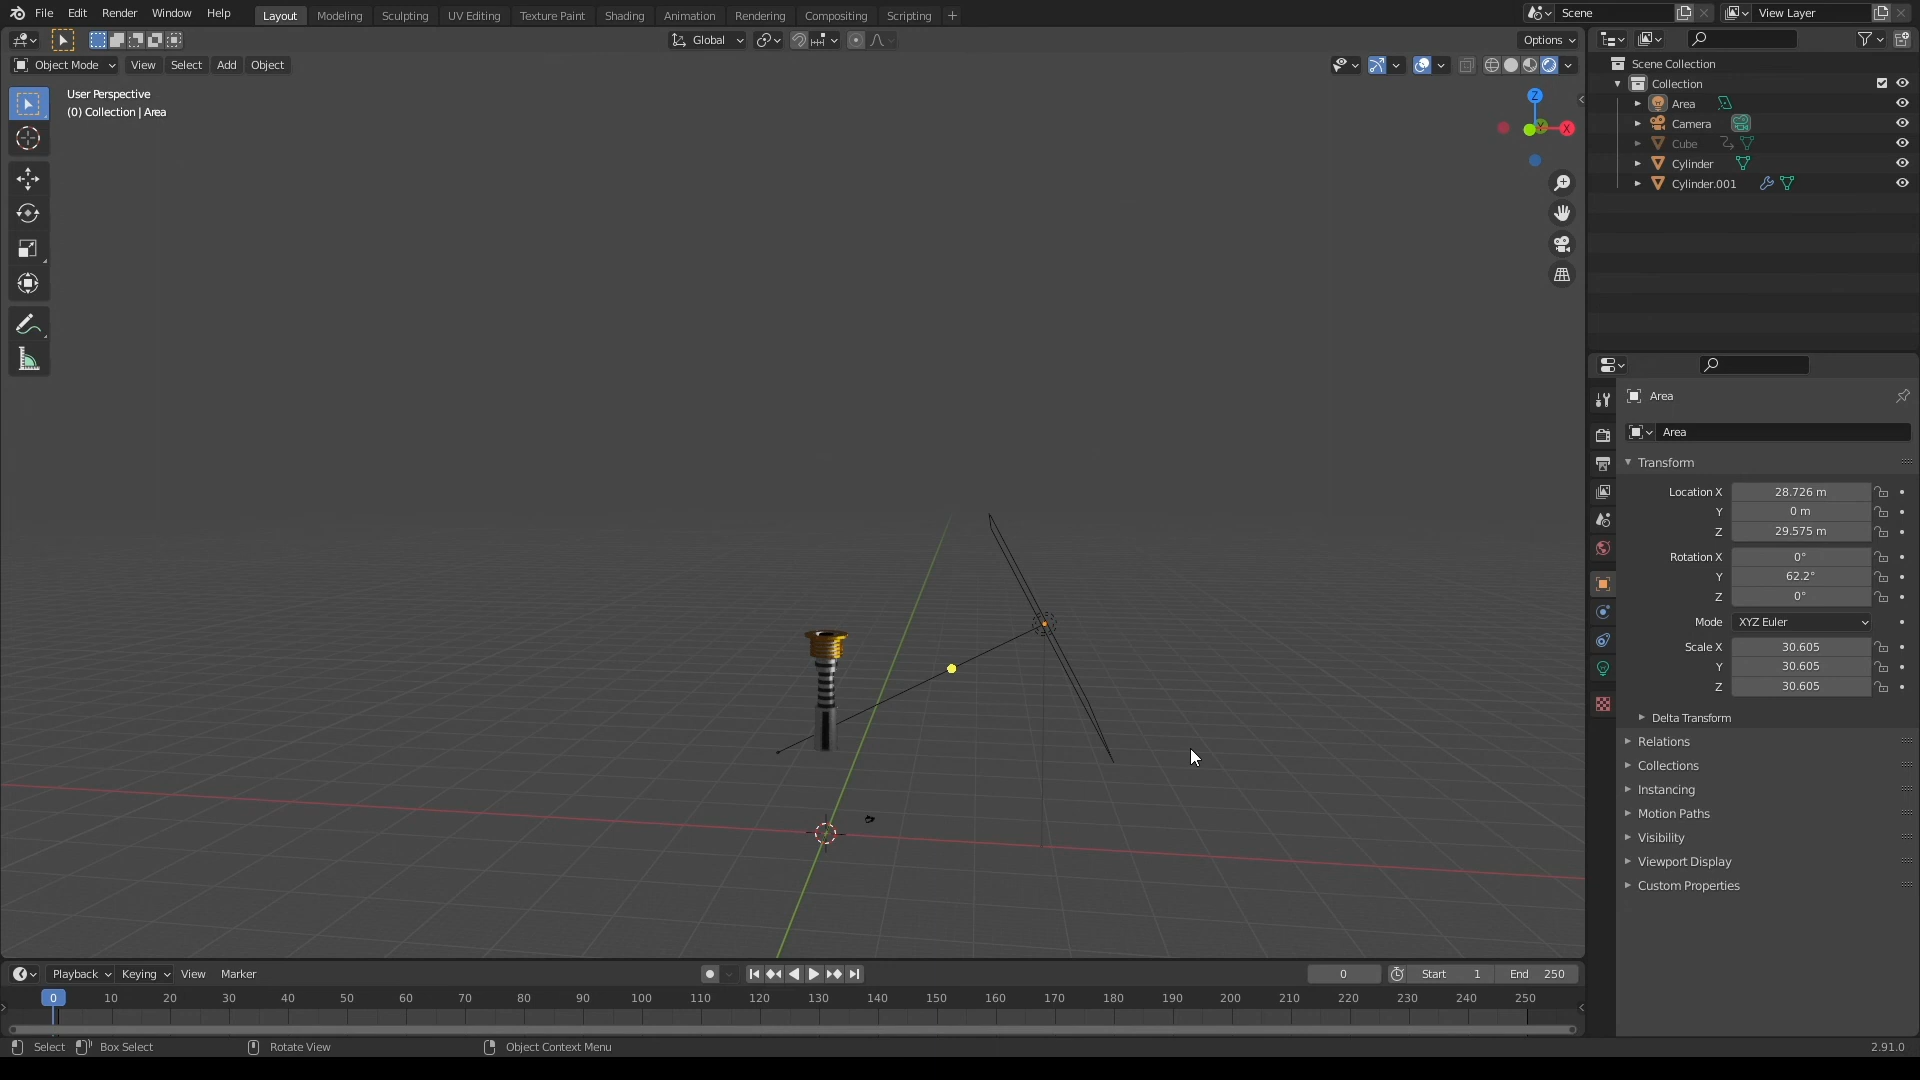 File Edit Render Window Help Layout Modeling Sculpting UV Editing Texture Paint Shading Animation Rendering Compositing Scripting + Scene View Layer
Global Options
Object Mode View Select Add Object
User Perspective
(0) Collection | Area
Z
Y
X
Scene Collection
Collection
Area
Camera
Cube
Cylinder
Cylinder.001
Area
Area
Transform
Location X 28.726 m
Y 0 m
Z 29.575 m
Rotation X 0°
Y 62.2°
Z 0°
Mode XYZ Euler
Scale X 30.605
Y 30.605
Z 30.605
Delta Transform
Relations
Collections
Instancing
Motion Paths
Visibility
Viewport Display
Custom Properties
Playback Keying View Marker 0 Start 1 End 250
0 10 20 30 40 50 60 70 80 90 100 110 120 130 140 150 160 170 180 190 200 210 220 230 240 250
Select Box Select Rotate View Object Context Menu 2.91.0